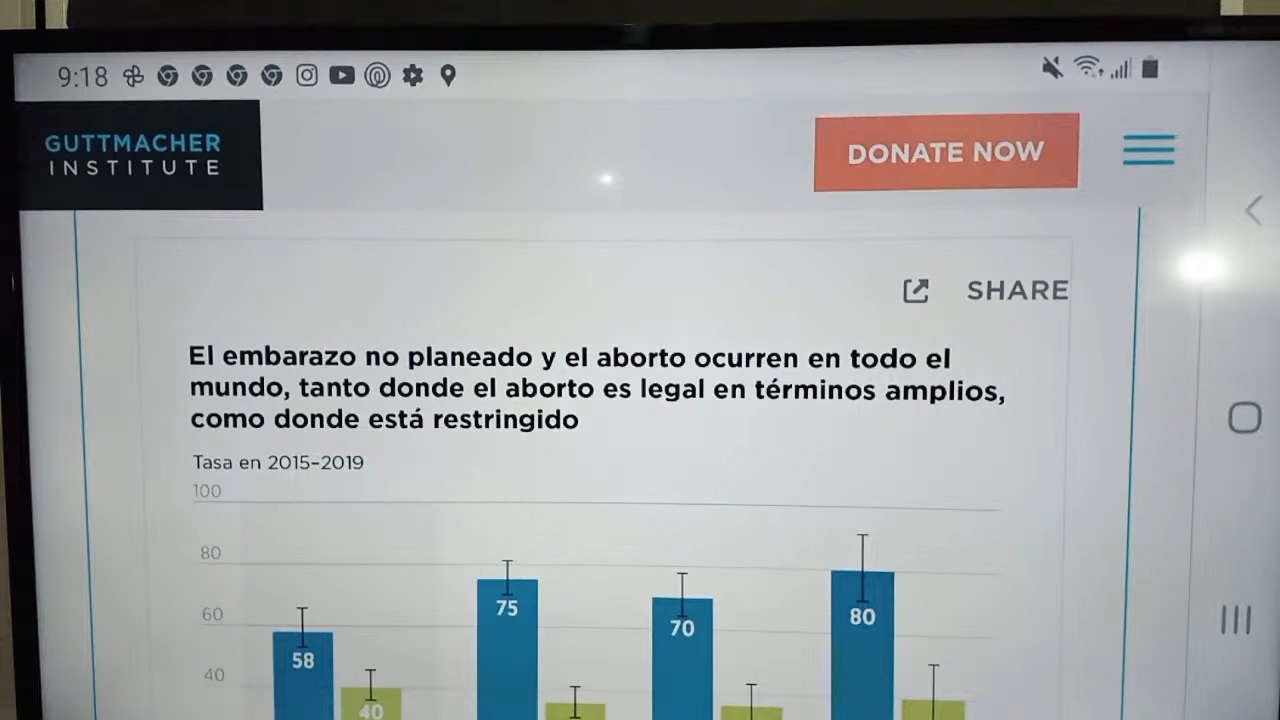 9:18
GUTTMACHER
INSTITUTE
DONATE NOW
SHARE
El embarazo no planeado y el aborto ocurren en todo el
mundo, tanto donde el aborto es legal en términos amplios,
como donde está restringido
Tasa en 2015–2019
100
80
60
40
58
40
75
70
80